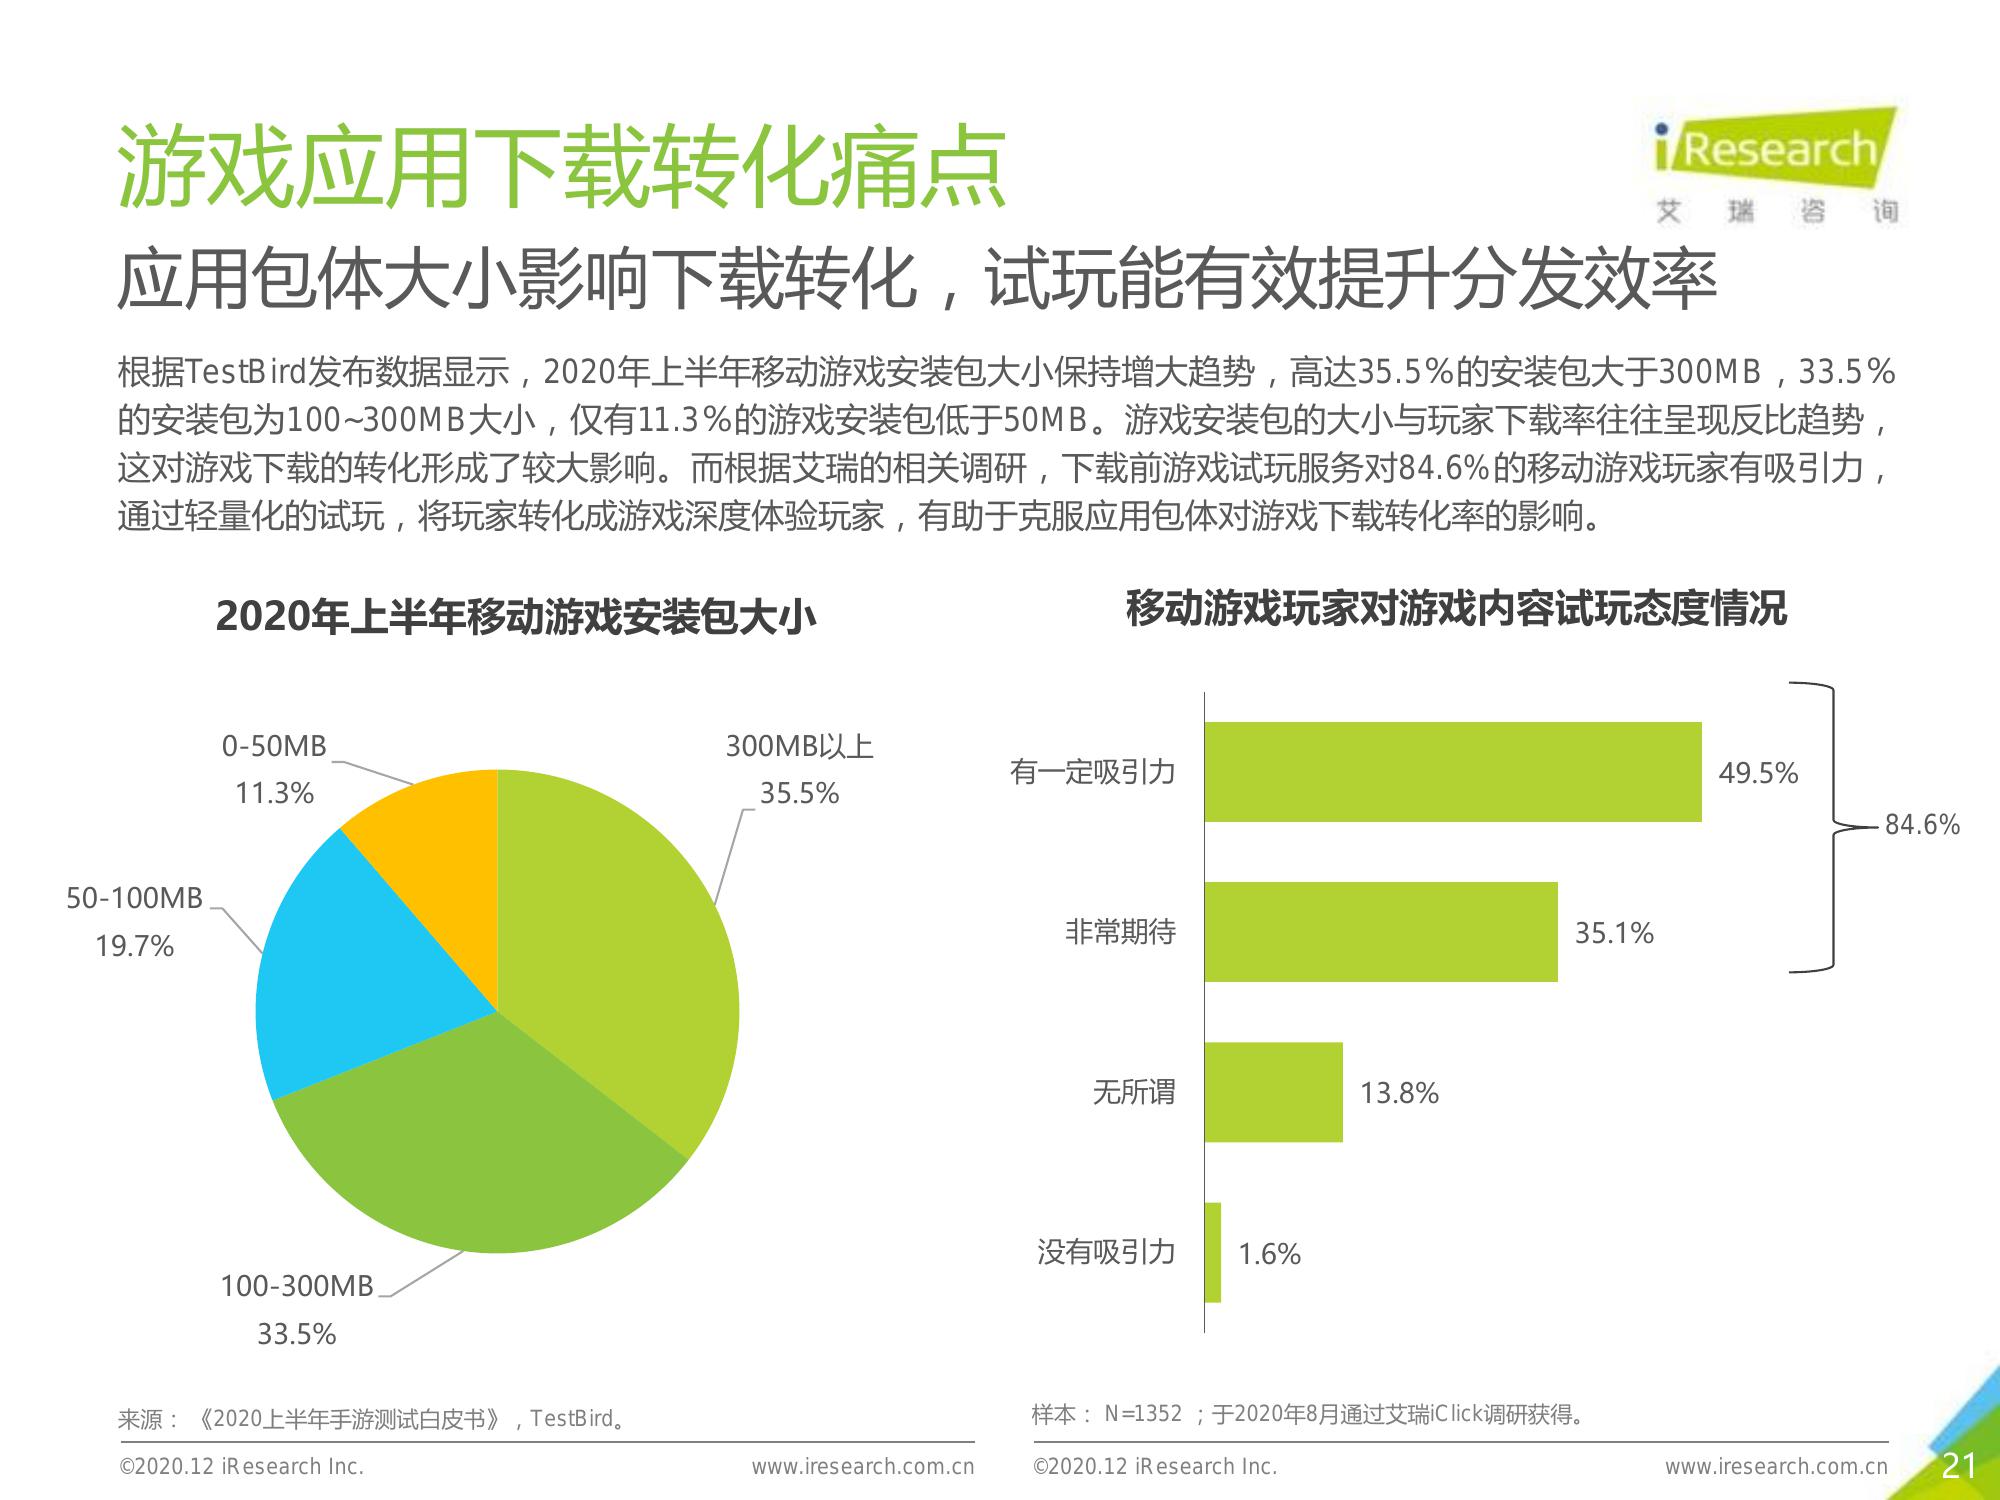 游戏应用下载转化痛点
iResearch
艾瑞咨询
应用包体大小影响下载转化，试玩能有效提升分发效率
根据TestBird发布数据显示，2020年上半年移动游戏安装包大小保持增大趋势，高达35.5%的安装包大于300MB，33.5%
的安装包为100~300MB大小，仅有11.3%的游戏安装包低于50MB。游戏安装包的大小与玩家下载率往往呈现反比趋势，
这对游戏下载的转化形成了较大影响。而根据艾瑞的相关调研，下载前游戏试玩服务对84.6%的移动游戏玩家有吸引力，
通过轻量化的试玩，将玩家转化成游戏深度体验玩家，有助于克服应用包体对游戏下载转化率的影响。
2020年上半年移动游戏安装包大小
0-50MB
11.3%
300MB以上
35.5%
50-100MB
19.7%
100-300MB
33.5%
来源：《2020上半年手游测试白皮书》，TestBird。
©2020.12 iResearch Inc.
www.iresearch.com.cn
移动游戏玩家对游戏内容试玩态度情况
有一定吸引力
49.5%
84.6%
非常期待
35.1%
无所谓
13.8%
没有吸引力
1.6%
样本：N=1352；于2020年8月通过艾瑞iClick调研获得。
©2020.12 iResearch Inc.
www.iresearch.com.cn
21